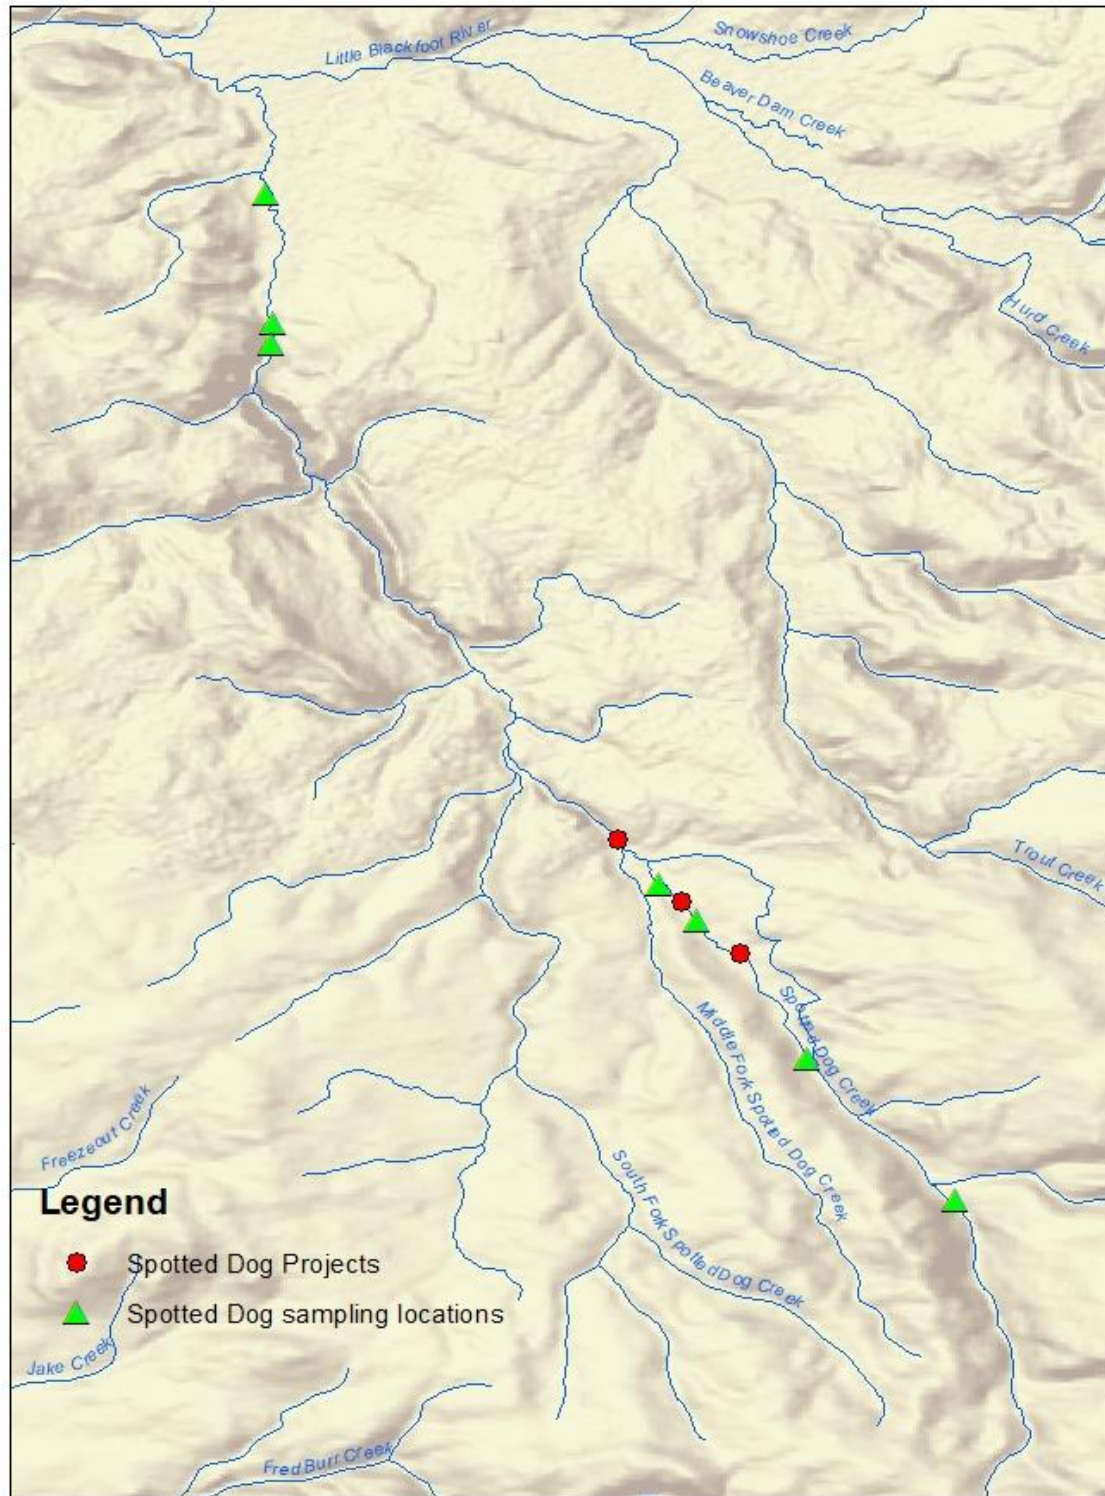 Little Blackfoot River
Snowshoe Creek
Beaver Dam Creek
Hurd Creek
Trout Creek
Spotted Dog Creek
Middle Fork Spotted Dog Creek
Freezeout Creek
South Fork Spotted Dog Creek
Legend
Spotted Dog Projects
Spotted Dog sampling locations
Jake Creek
Fred Burr Creek